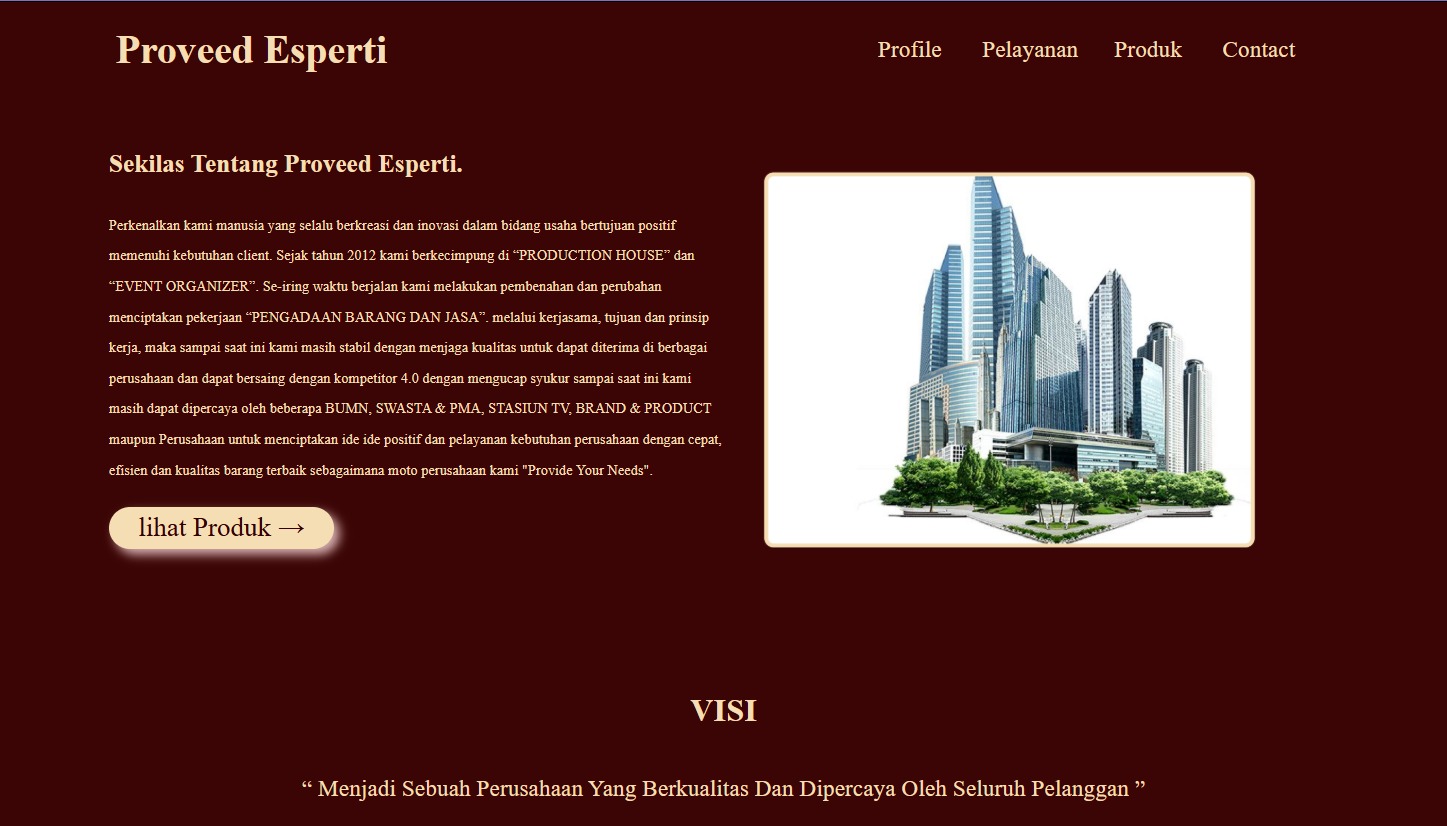 Proveed Esperti
Profile Pelayanan Produk Contact
Sekilas Tentang Proveed Esperti.
Perkenalkan kami manusia yang selalu berkreasi dan inovasi dalam bidang usaha bertujuan positif
memenuhi kebutuhan client. Sejak tahun 2012 kami berkecimpung di “PRODUCTION HOUSE” dan
“EVENT ORGANIZER”. Se-iring waktu berjalan kami melakukan pembenahan dan perubahan
menciptakan pekerjaan “PENGADAAN BARANG DAN JASA”. melalui kerjasama, tujuan dan prinsip
kerja, maka sampai saat ini kami masih stabil dengan menjaga kualitas untuk dapat diterima di berbagai
perusahaan dan dapat bersaing dengan kompetitor 4.0 dengan mengucap syukur sampai saat ini kami
masih dapat dipercaya oleh beberapa BUMN, SWASTA & PMA, STASIUN TV, BRAND & PRODUCT
maupun Perusahaan untuk menciptakan ide ide positif dan pelayanan kebutuhan perusahaan dengan cepat,
efisien dan kualitas barang terbaik sebagaimana moto perusahaan kami "Provide Your Needs".
lihat Produk →
VISI
“ Menjadi Sebuah Perusahaan Yang Berkualitas Dan Dipercaya Oleh Seluruh Pelanggan ”